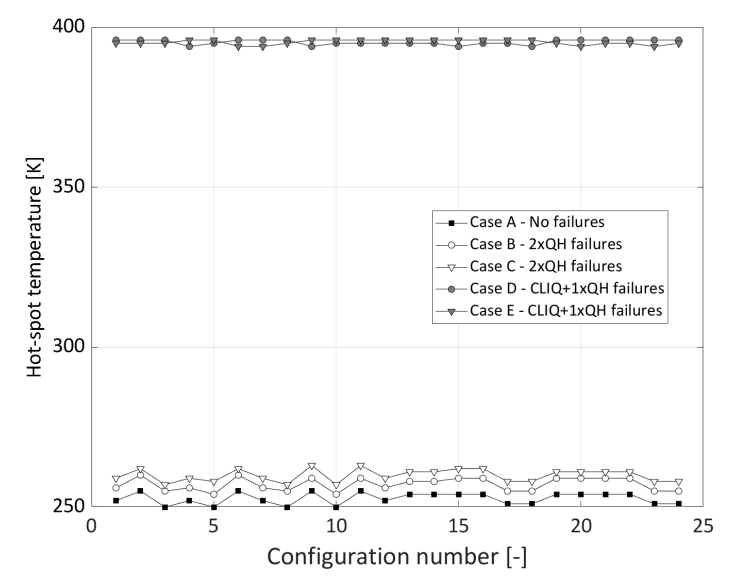 400
350
300
250
Hot-spot temperature [K]
Case A - No failures
Case B - 2xQH failures
Case C - 2xQH failures
Case D - CLIQ+1xQH failures
Case E - CLIQ+1xQH failures
0 5 10 15 20 25
Configuration number [-]